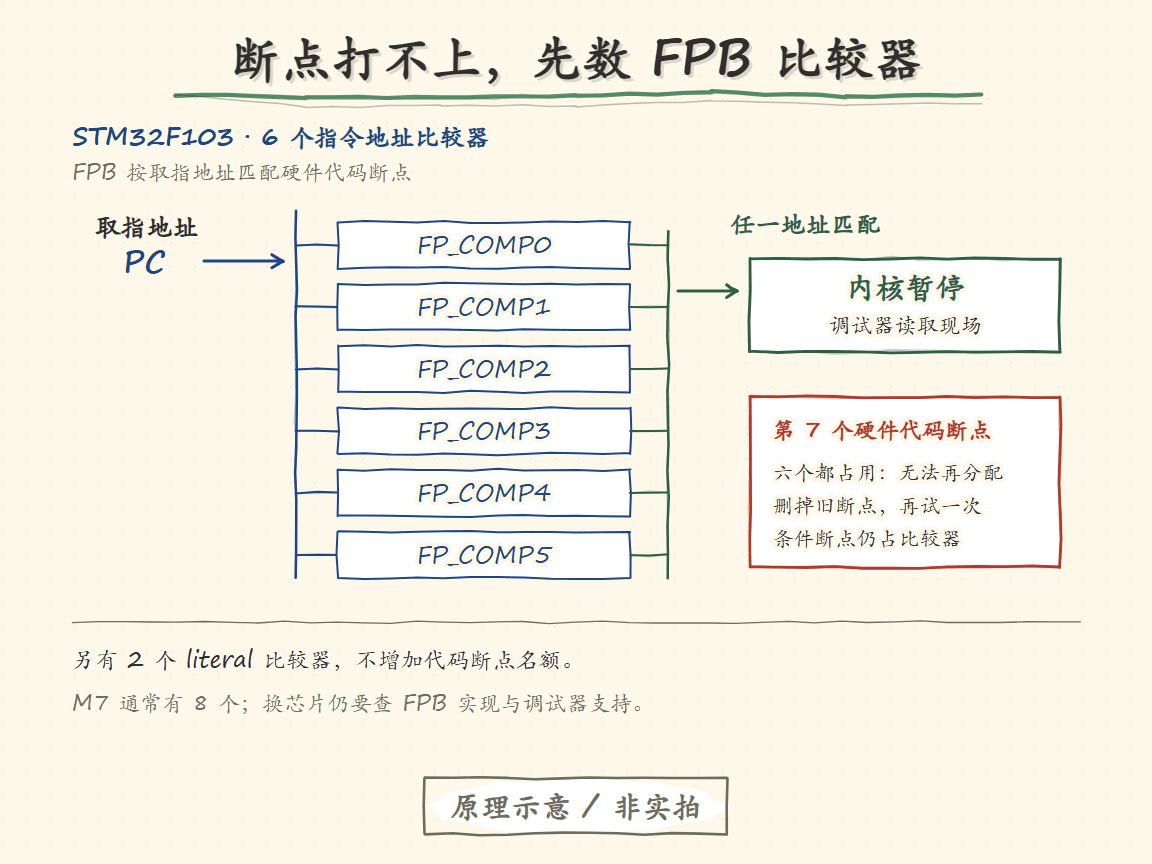 断点打不上，先数 FPB 比较器
STM32F103 · 6 个指令地址比较器
FPB 按取指地址匹配硬件代码断点
取指地址
PC
FP_COMP0
FP_COMP1
FP_COMP2
FP_COMP3
FP_COMP4
FP_COMP5
任一地址匹配
内核暂停
调试器读取现场
第 7 个硬件代码断点
六个都占用：无法再分配
删掉旧断点，再试一次
条件断点仍占比较器
另有 2 个 literal 比较器，不增加代码断点名额。
M7 通常有 8 个；换芯片仍要查 FPB 实现与调试器支持。
原理示意 / 非实拍